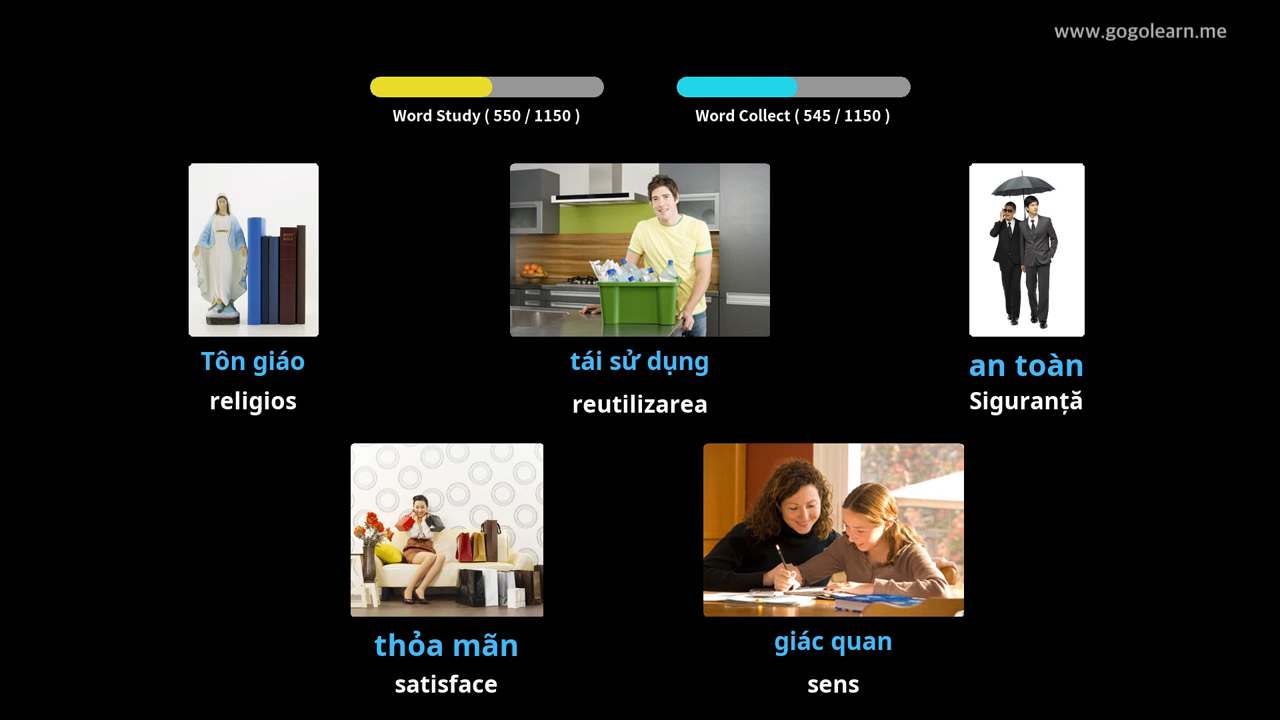 www.gogolearn.me
Word Study ( 550 / 1150 )
Word Collect ( 545 / 1150 )
Tôn giáo
religios
tái sử dụng
reutilizarea
an toàn
Siguranță
thỏa mãn
satisface
giác quan
sens